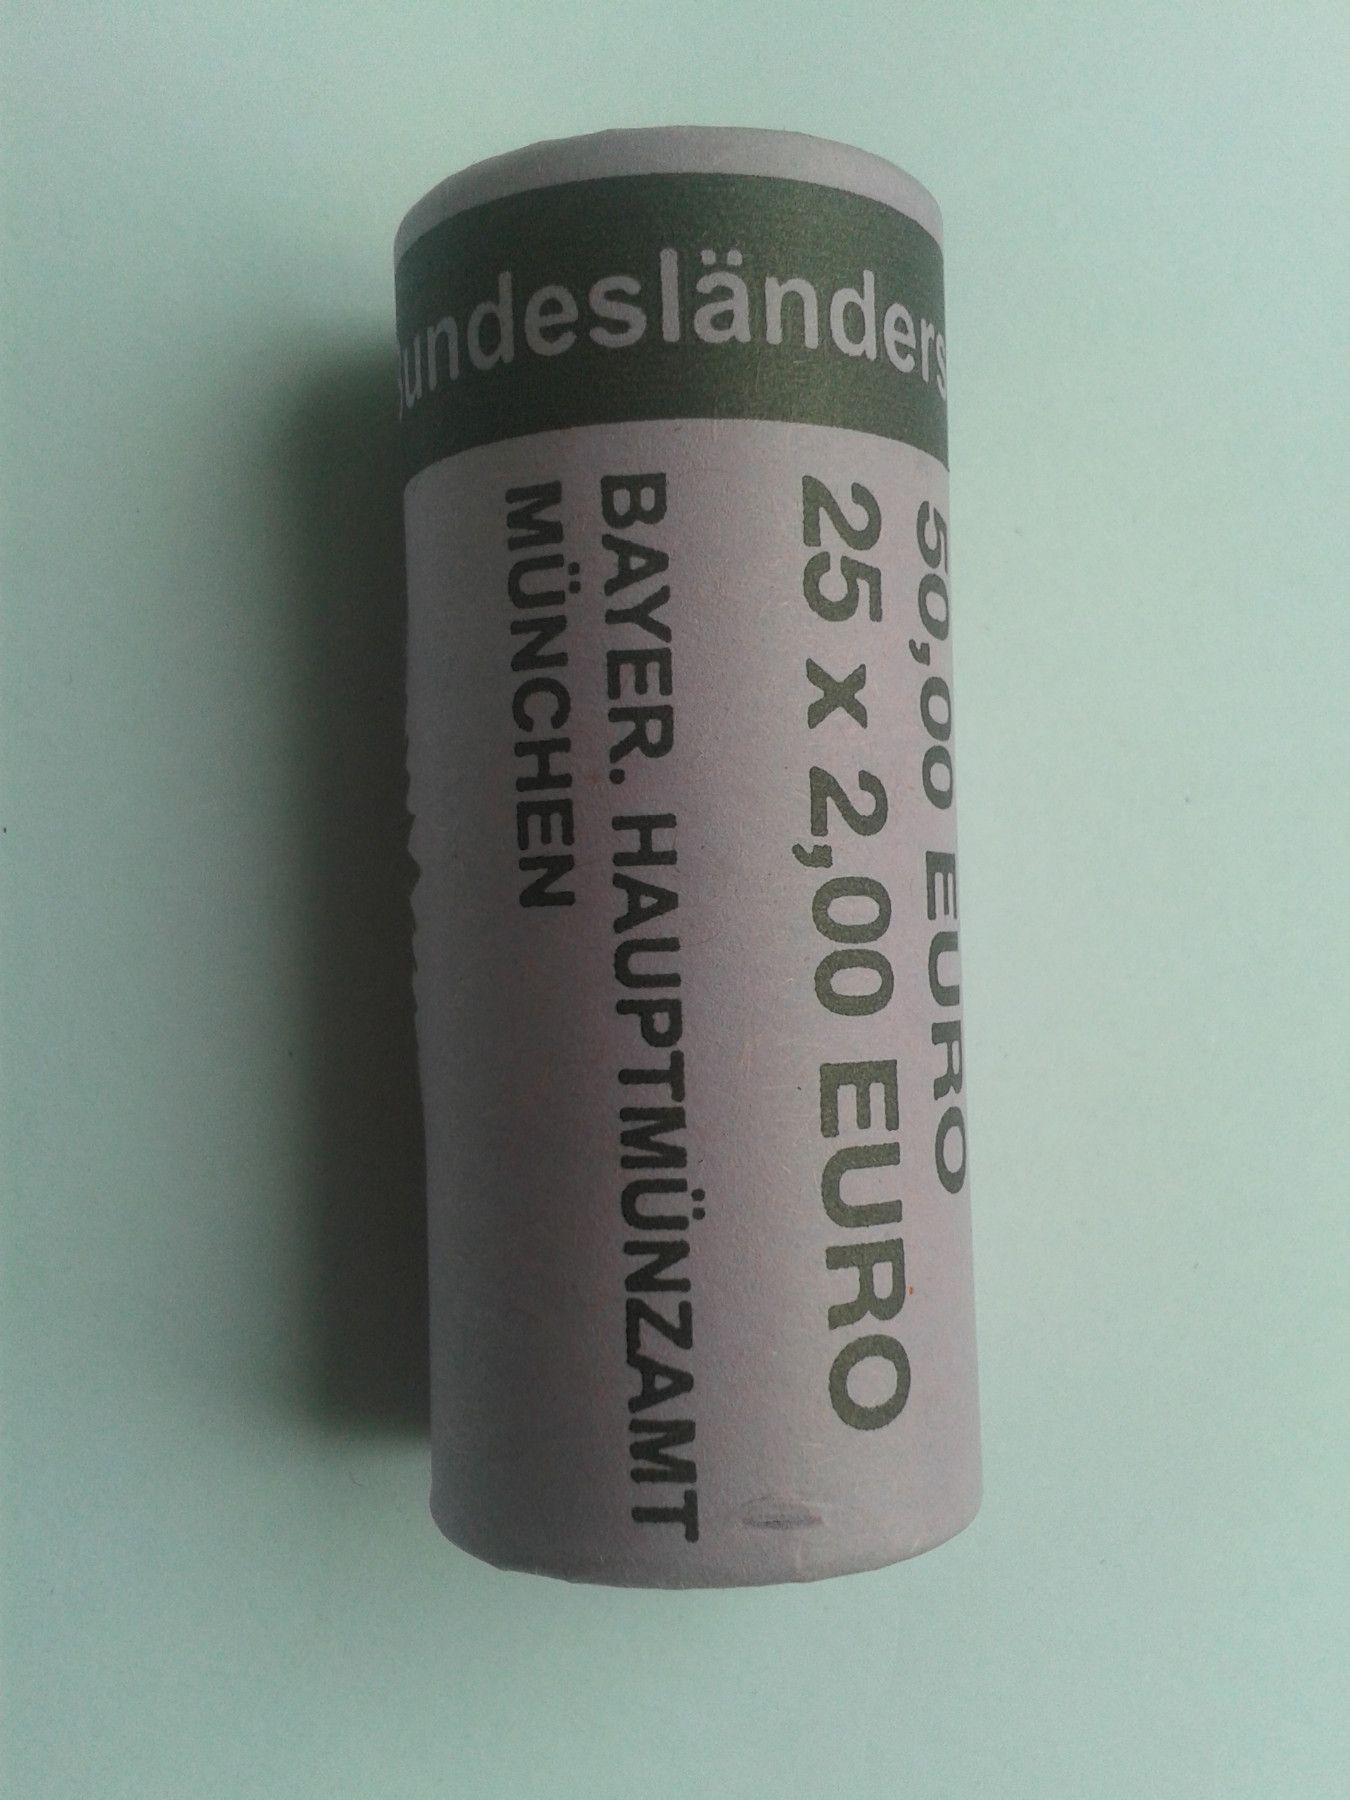 undesländers
50,00 EURO
25 x 2,00 EURO
BAYER. HAUPTMÜNZAMT
MÜNCHEN